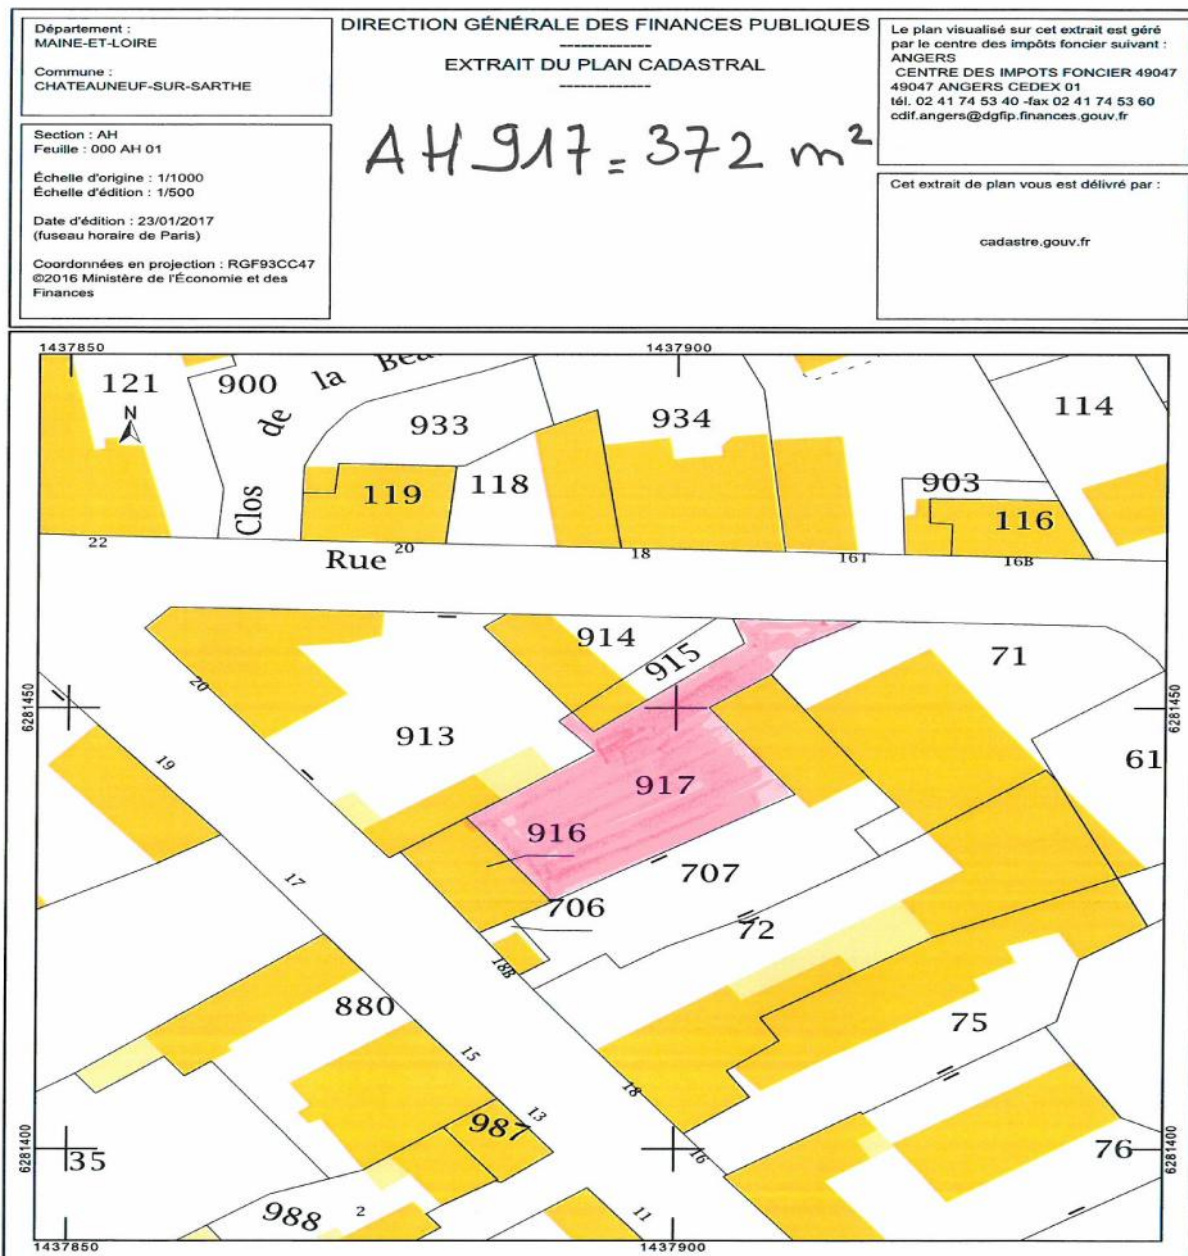 Département :
MAINE-ET-LOIRE
Commune :
CHATEAUNEUF-SUR-SARTHE
Section : AH
Feuille : 000 AH 01
Échelle d'origine : 1/1000
Échelle d'édition : 1/500
Date d'édition : 23/01/2017
(fuseau horaire de Paris)
Coordonnées en projection : RGF93CC47
©2016 Ministère de l'Économie et des
Finances
DIRECTION GÉNÉRALE DES FINANCES PUBLIQUES
-------------
EXTRAIT DU PLAN CADASTRAL
-------------
AH 917 = 372 m²
Le plan visualisé sur cet extrait est géré
par le centre des impôts foncier suivant :
ANGERS
CENTRE DES IMPOTS FONCIER 49047
49047 ANGERS CEDEX 01
tél. 02 41 74 53 40 -fax 02 41 74 53 60
cdif.angers@dgfip.finances.gouv.fr
Cet extrait de plan vous est délivré par :
cadastre.gouv.fr
1437850
1437900
121
900
Clos de la Bea
933
934
114
N
119
118
903
116
22
20
18
16T
16B
Rue
914
915
71
20
6281450
6281450
913
19
917
61
916
707
17
706
72
18B
880
75
15
18
13
987
16
76
6281400
6281400
35
988
2
11
1437850
1437900